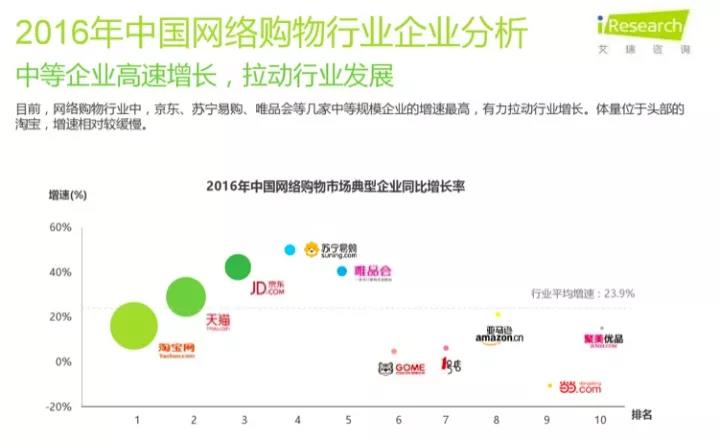 2016年中国网络购物行业企业分析
iResearch
艾瑞咨询
中等企业高速增长，拉动行业发展
目前，网络购物行业中，京东、苏宁易购、唯品会等几家中等规模企业的增速最高，有力拉动行业增长。体量位于头部的
淘宝，增速相对较缓慢。
2016年中国网络购物市场典型企业同比增长率
增速(%)
60%
苏宁易购
suning.com
唯品会
40%
JD 京东
.COM
行业平均增速：23.9%
20%
天猫
TMALL.COM
亚马逊
amazon.cn
聚美优品
JUMEI.COM
淘宝网
Taobao.com
0%
GOME
1号店
当当
dangdang
.com
-20%
1 2 3 4 5 6 7 8 9 10 排名